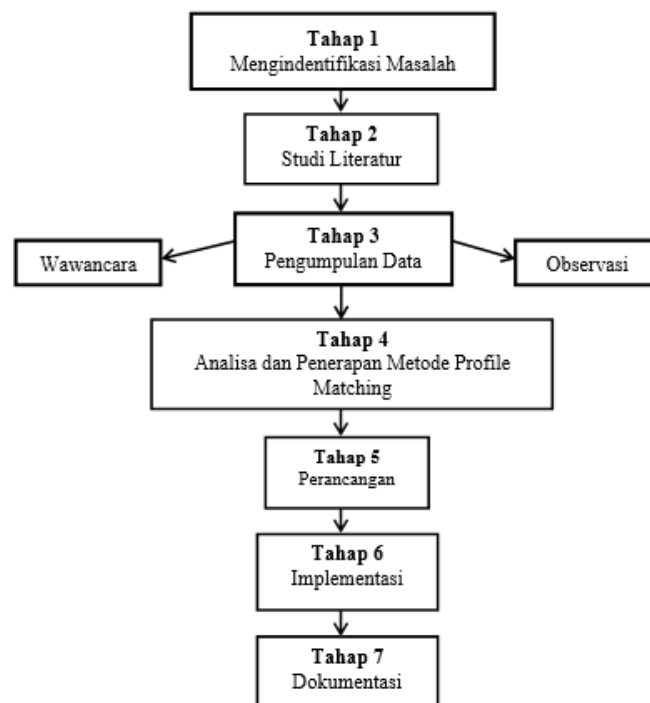 Tahap 1
Mengindentifikasi Masalah
Tahap 2
Studi Literatur
Tahap 3
Pengumpulan Data
Wawancara
Observasi
Tahap 4
Analisa dan Penerapan Metode Profile
Matching
Tahap 5
Perancangan
Tahap 6
Implementasi
Tahap 7
Dokumentasi